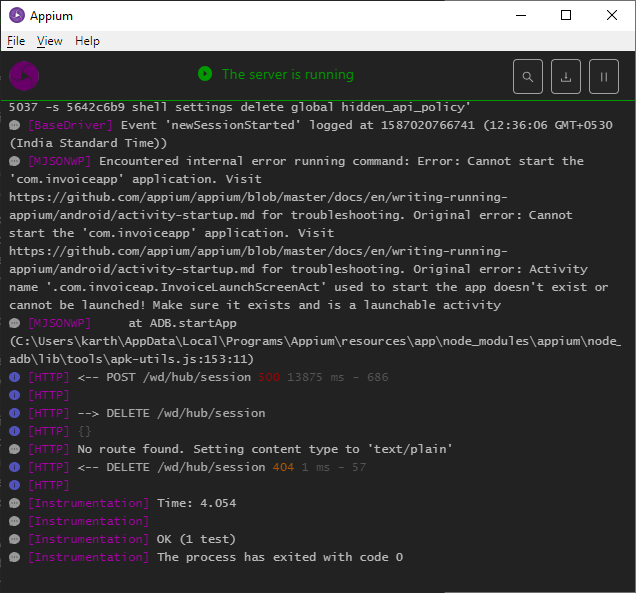 Appium
File View Help
The server is running
5037 -s 5642c6b9 shell settings delete global hidden_api_policy'
[BaseDriver] Event 'newSessionStarted' logged at 1587020766741 (12:36:06 GMT+0530
(India Standard Time))
[MJSONWP] Encountered internal error running command: Error: Cannot start the
'com.invoiceapp' application. Visit
https://github.com/appium/appium/blob/master/docs/en/writing-running-
appium/android/activity-startup.md for troubleshooting. Original error: Cannot
start the 'com.invoiceapp' application. Visit
https://github.com/appium/appium/blob/master/docs/en/writing-running-
appium/android/activity-startup.md for troubleshooting. Original error: Activity
name '.com.invoiceap.InvoiceLaunchScreenAct' used to start the app doesn't exist or
cannot be launched! Make sure it exists and is a launchable activity
[MJSONWP] at ADB.startApp
(C:\Users\karth\AppData\Local\Programs\Appium\resources\app\node_modules\appium\node_
adb\lib\tools\apk-utils.js:153:11)
[HTTP] <-- POST /wd/hub/session 500 13875 ms - 686
[HTTP]
[HTTP] --> DELETE /wd/hub/session
[HTTP] {}
[HTTP] No route found. Setting content type to 'text/plain'
[HTTP] <-- DELETE /wd/hub/session 404 1 ms - 57
[HTTP]
[Instrumentation] Time: 4.054
[Instrumentation]
[Instrumentation] OK (1 test)
[Instrumentation] The process has exited with code 0